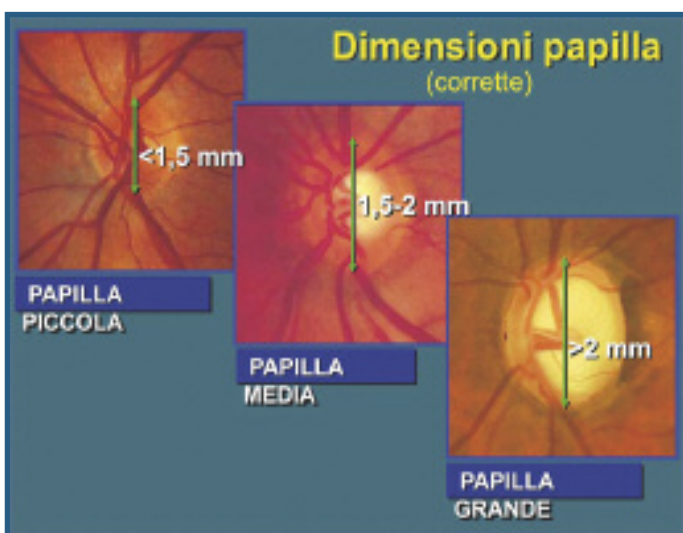 Dimensioni papilla
(corrette)
<1,5 mm
1,5-2 mm
>2 mm
PAPILLA
PICCOLA
PAPILLA
MEDIA
PAPILLA
GRANDE